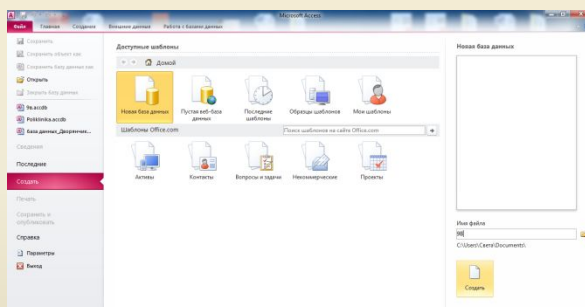 Microsoft Access
Файл Главная Создание Внешние данные Работа с базами данных
Сохранить
Сохранить объект как
Сохранить базу данных как
Открыть
Закрыть базу данных
9в.accdb
Poliklinika.accdb
База данных_Дворянчик...
Сведения
Последние
Создать
Печать
Сохранить и
опубликовать
Справка
Параметры
Выход
Доступные шаблоны
Домой
Новая база данных
Пустая веб-база
данных
Последние
шаблоны
Образцы шаблонов
Мои шаблоны
Шаблоны Office.com
Поиск шаблонов на сайте Office.com
Активы
Контакты
Вопросы и задачи
Некоммерческие
Проекты
Новая база данных
Имя файла
C:\Users\Света\Documents\
Создать